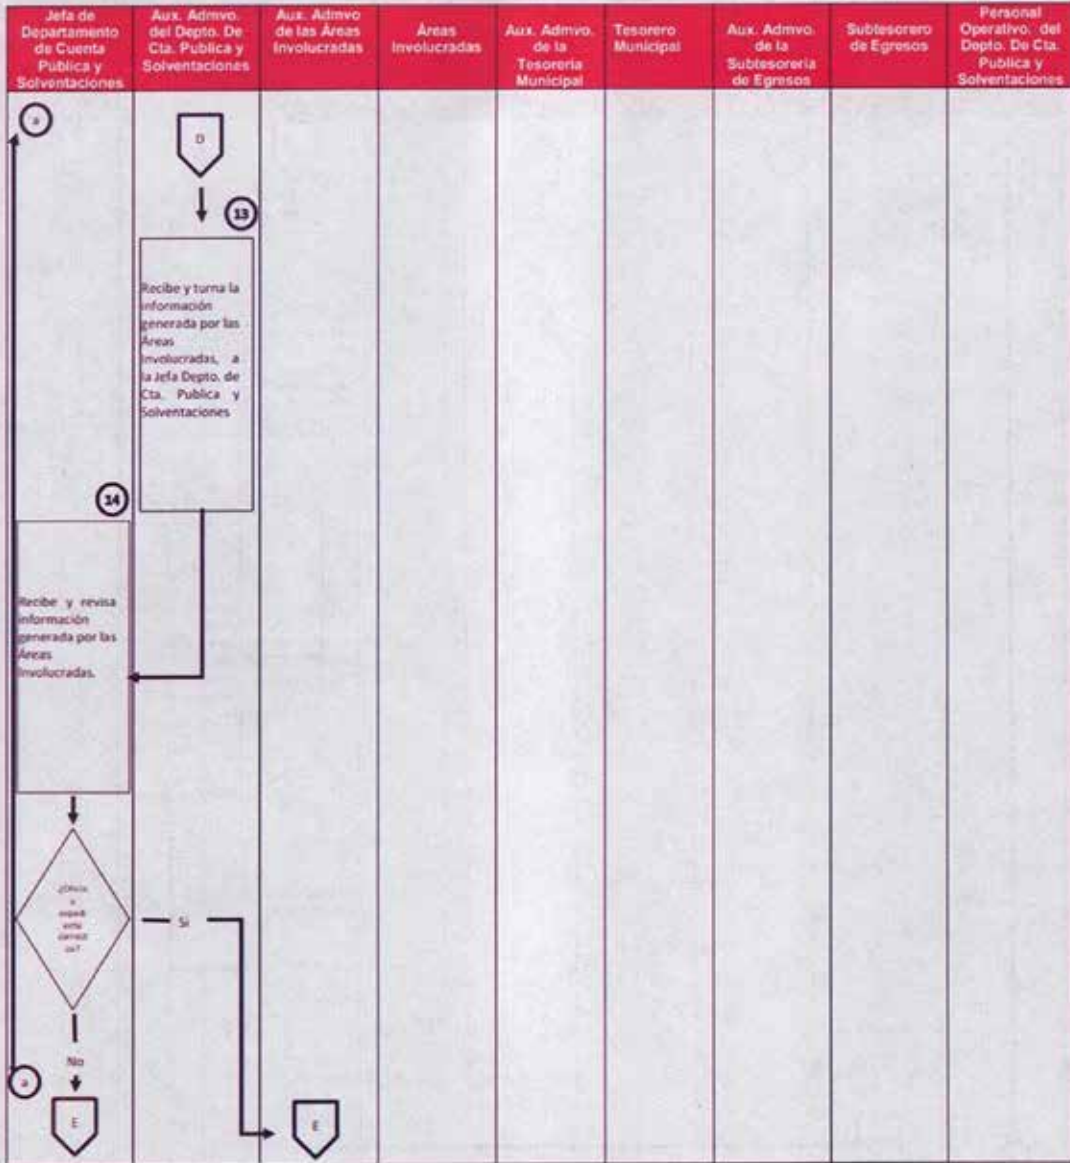 Jefa de
Departamento
de Cuenta
Publica y
Solventaciones
Aux. Admvo.
del Depto. De
Cta. Publica y
Solventaciones
Aux. Admvo
de las Áreas
Involucradas
Áreas
Involucradas
Aux. Admvo.
de la
Tesoreria
Municipal
Tesorero
Municipal
Aux. Admvo.
de la
Subtesoreria
de Egresos
Subtesorero
de Egresos
Personal
Operativo. del
Depto. De Cta.
Publica y
Solventaciones
a
D
13
Recibe y turna la
información
generada por las
Áreas
Involucradas, a
la Jefa Depto. de
Cta. Publica y
Solventaciones
14
Recibe y revisa
información
generada por las
Áreas
Involucradas.
Si
No
a
E
E